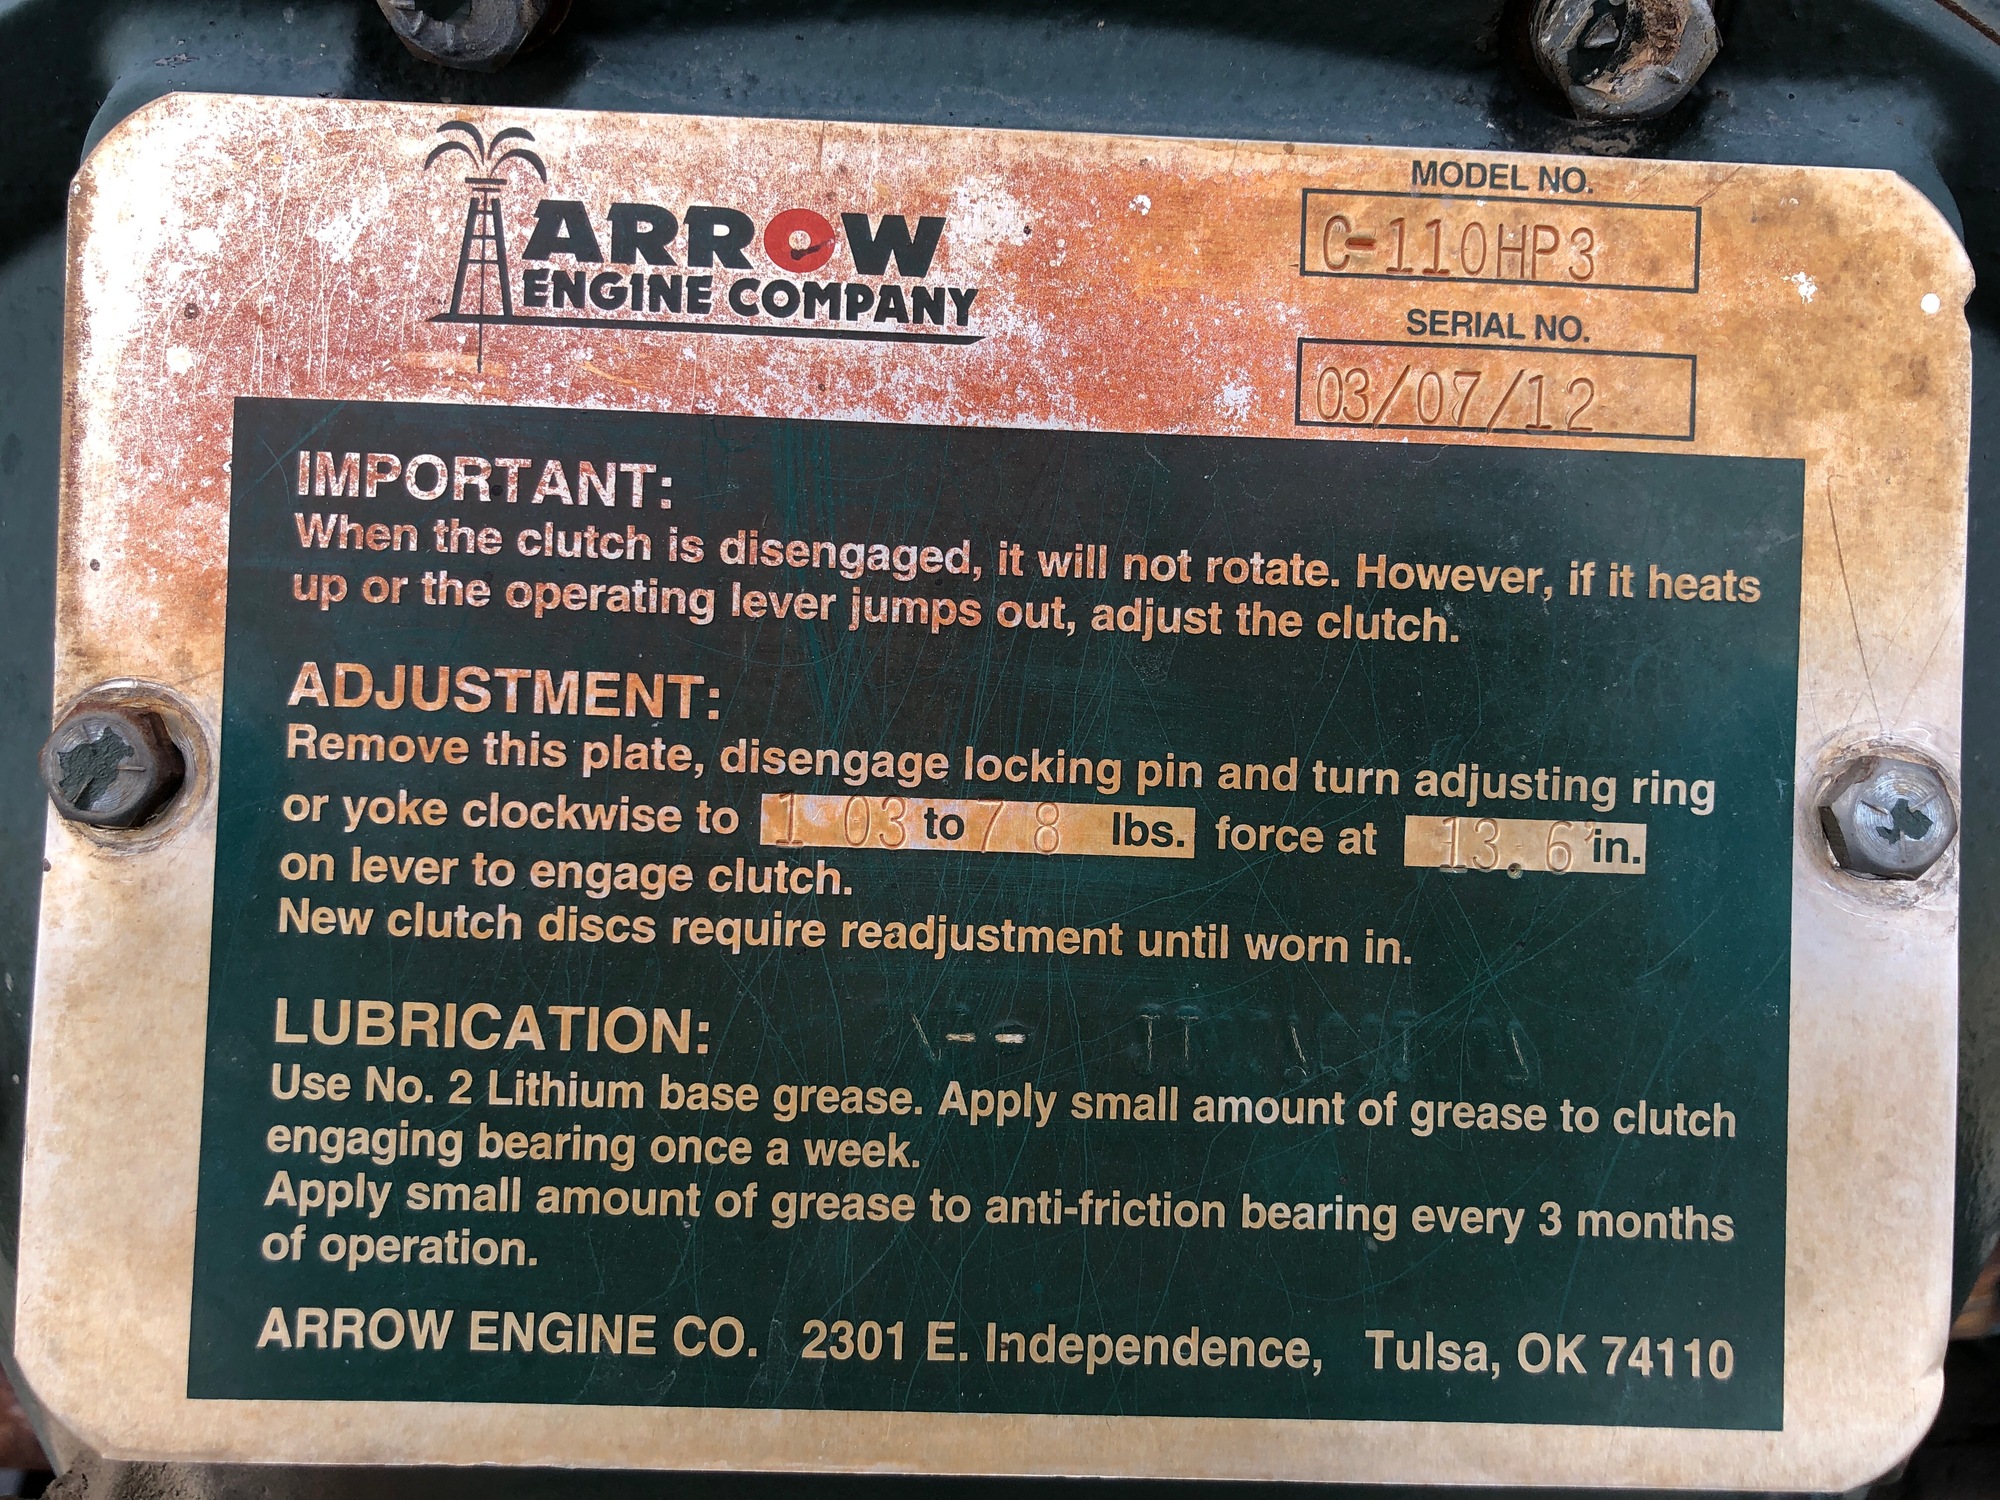 ARROW
ENGINE COMPANY
MODEL NO.
C-110HP3
SERIAL NO.
03/07/12
IMPORTANT:
When the clutch is disengaged, it will not rotate. However, if it heats
up or the operating lever jumps out, adjust the clutch.
ADJUSTMENT:
Remove this plate, disengage locking pin and turn adjusting ring
or yoke clockwise to 103 to 78 lbs. force at 13.6" in.
on lever to engage clutch.
New clutch discs require readjustment until worn in.
LUBRICATION:
Use No. 2 Lithium base grease. Apply small amount of grease to clutch
engaging bearing once a week.
Apply small amount of grease to anti-friction bearing every 3 months
of operation.
ARROW ENGINE CO. 2301 E. Independence, Tulsa, OK 74110